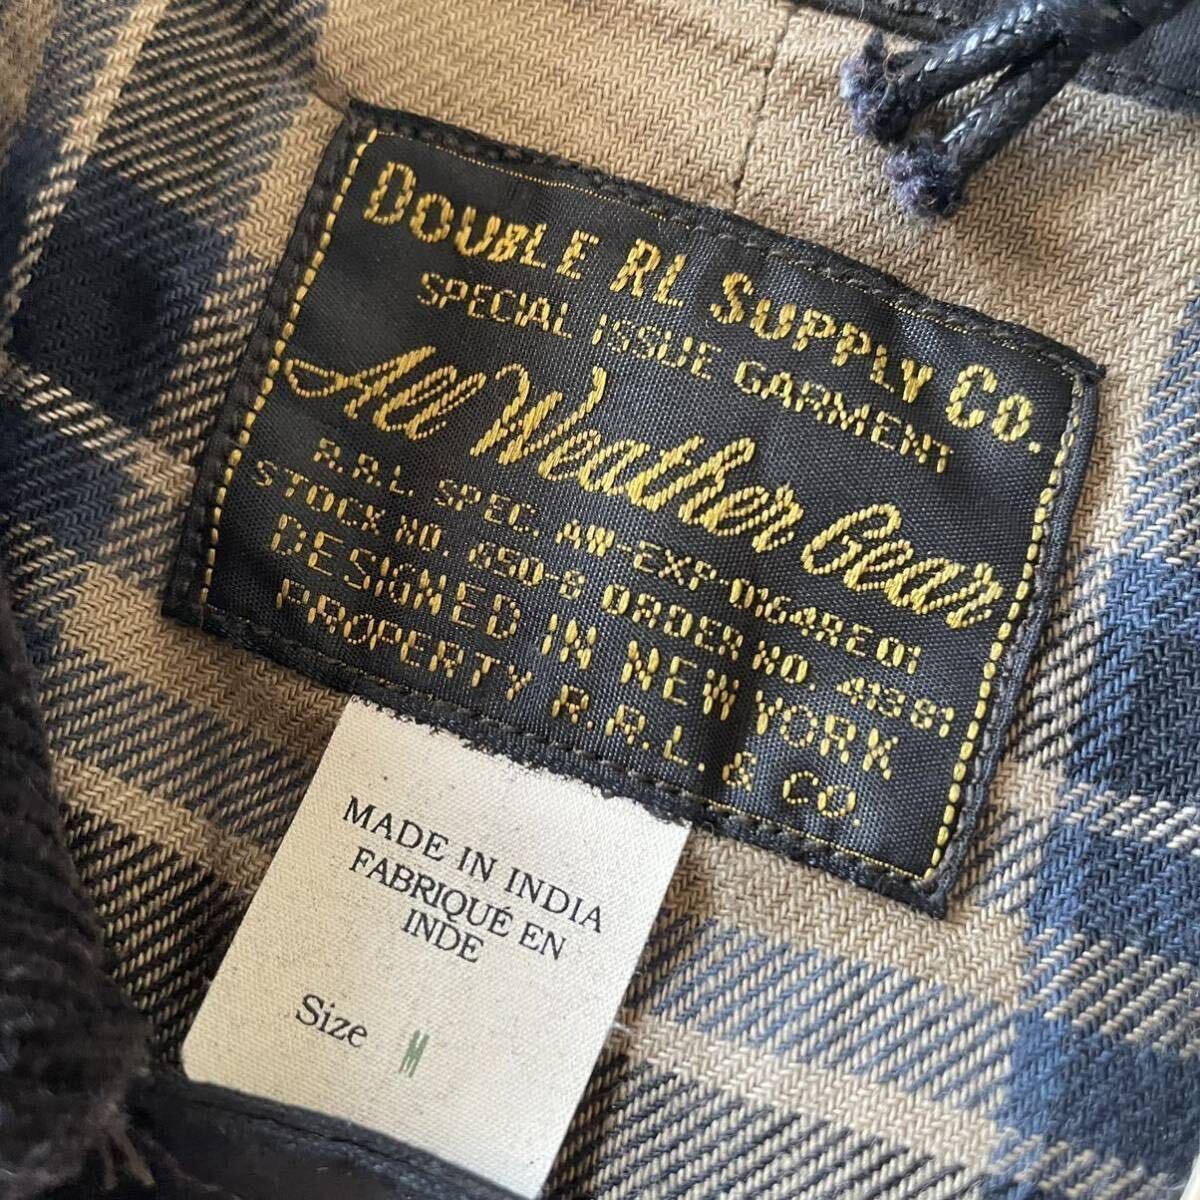 DOUBLE RL SUPPLY CO.
SPECIAL ISSUE GARMENT
All Weather Gear
R.R.L. SPEC. AW-EXP-0164RE01
STOCK NO. 650-8 ORDER NO. 41381
DESIGNED IN NEW YORK
PROPERTY R.R.L. & CO.
MADE IN INDIA
FABRIQUÉ EN
INDE
Size M